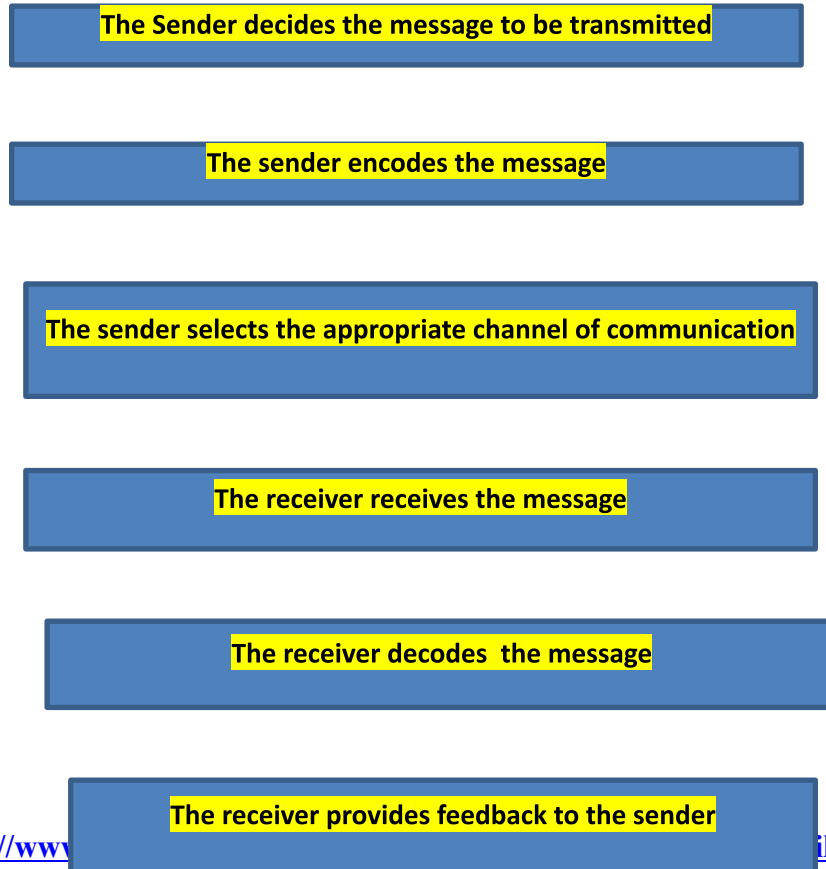 The Sender decides the message to be transmitted
The sender encodes the message
The sender selects the appropriate channel of communication
The receiver receives the message
The receiver decodes  the message
The receiver provides feedback to the sender